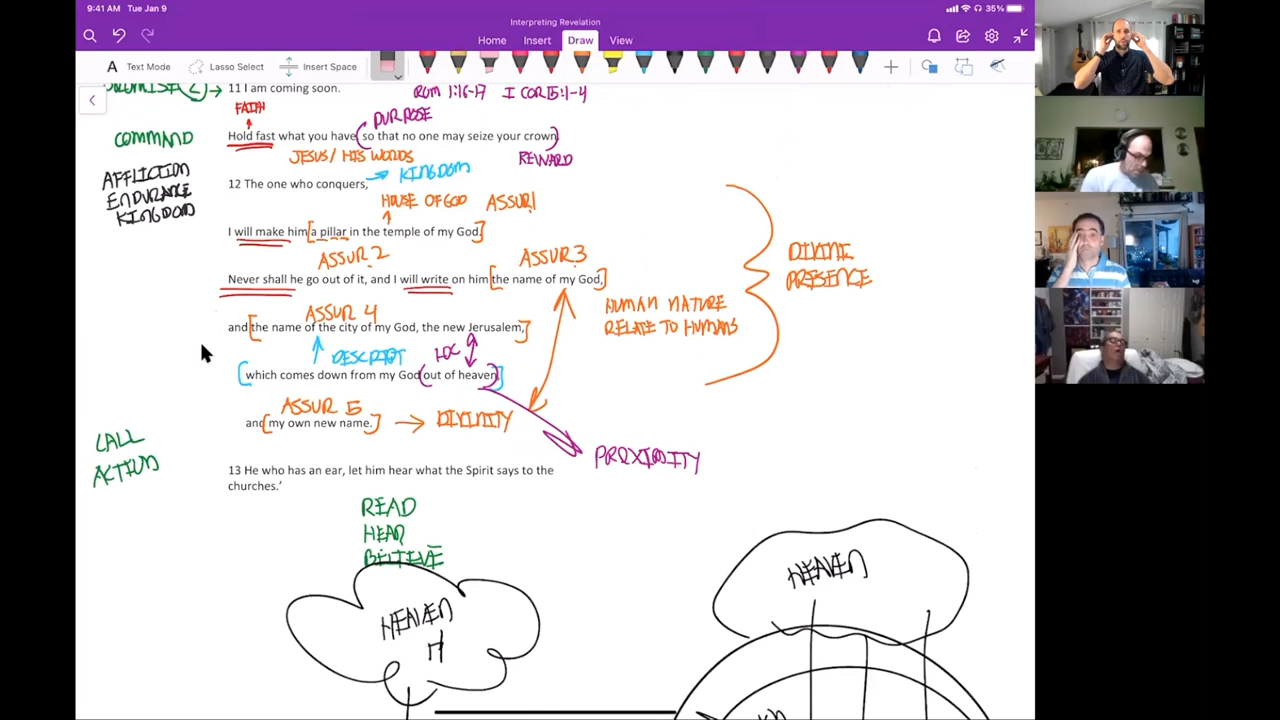 9:41 AM Tue Jan 9
35%
Interpreting Revelation
Home Insert Draw View
Text Mode Lasso Select Insert Space
PROMISE (2) → 11 I am coming soon.
ROM 1:16-17 I COR 15:1-4
FAITH
PURPOSE
COMMAND
Hold fast what you have, (so that no one may seize your crown.)
JESUS / HIS WORDS
REWARD
AFFLICTION
ENDURANCE
KINGDOM
→ KINGDOM
12 The one who conquers,
HOUSE OF GOD ASSUR 1
I will make him [a pillar in the temple of my God.]
ASSUR 2 ASSUR 3
Never shall he go out of it, and I will write on him [the name of my God,]
DIVINE
PRESENCE
HUMAN NATURE
RELATE TO HUMANS
ASSUR 4
and [the name of the city of my God, the new Jerusalem,]
DESCRIPT LOC
[which comes down from my God (out of heaven,)]
ASSUR 5
and [my own new name.] → DIVINITY
PROXIMITY
CALL
ACTION
13 He who has an ear, let him hear what the Spirit says to the
churches.’
READ
HEAR
BELIEVE
HEAVEN
H
HEAVEN